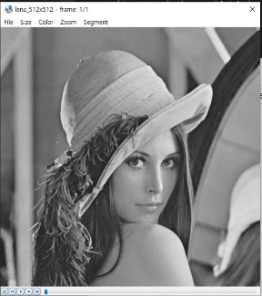 lena_512x512 - frame: 1/1
File Size Color Zoom Segment